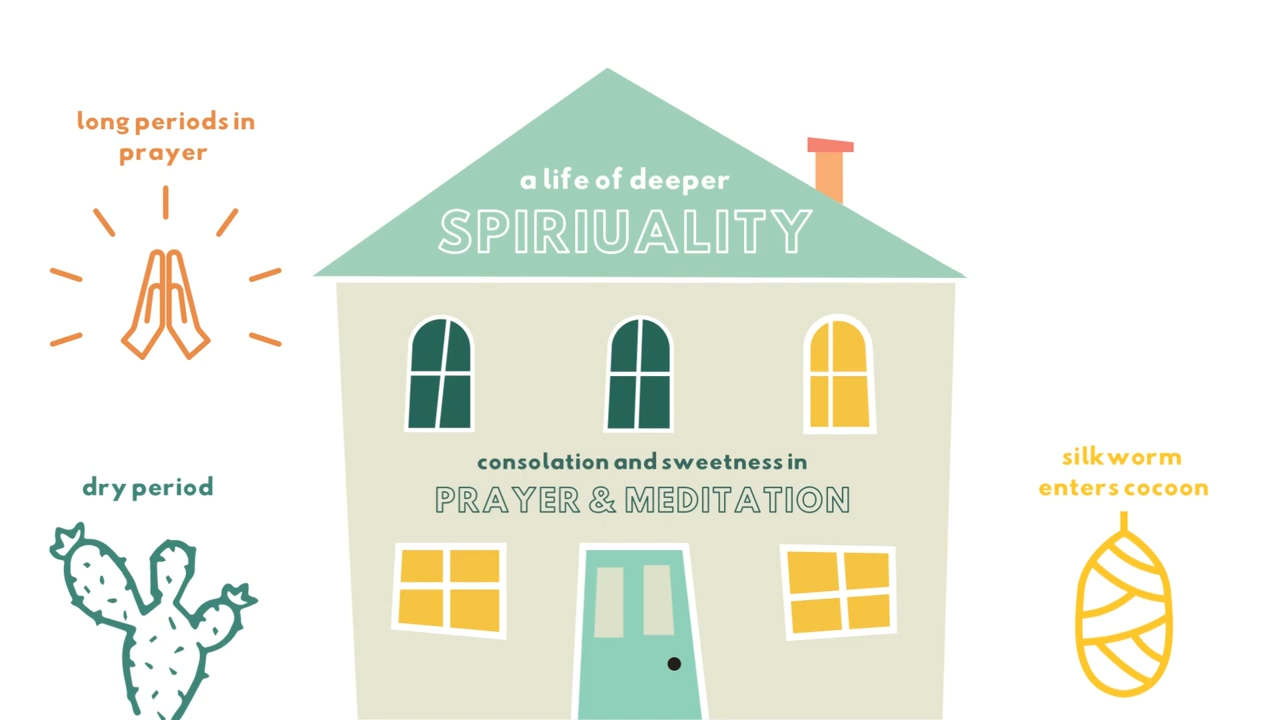 long periods in
prayer
a life of deeper
SPIRIUALITY
consolation and sweetness in
PRAYER & MEDITATION
dry period
silkworm
enters cocoon